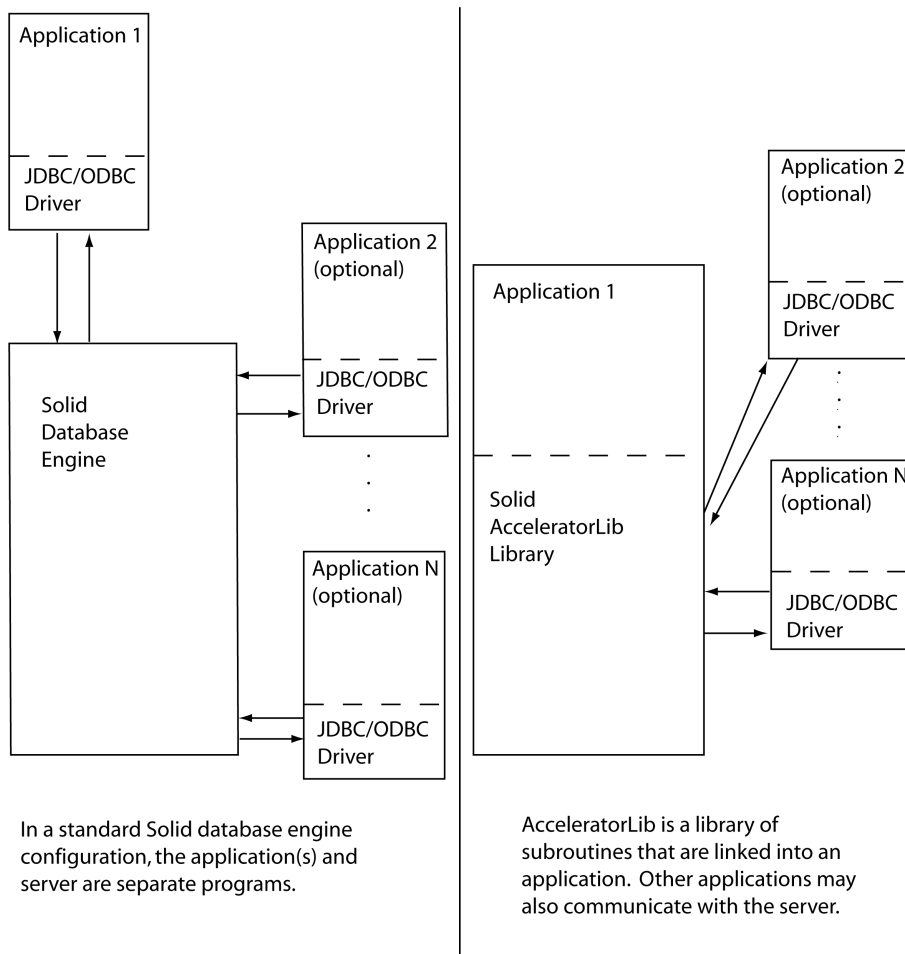 Application 1
JDBC/ODBC
Driver
Application 2
(optional)
JDBC/ODBC
Driver
Solid
Database
Engine
Application N
(optional)
JDBC/ODBC
Driver
In a standard Solid database engine
configuration, the application(s) and
server are separate programs.
Application 2
(optional)
JDBC/ODBC
Driver
Application 1
Solid
AcceleratorLib
Library
Application N
(optional)
JDBC/ODBC
Driver
AcceleratorLib is a library of
subroutines that are linked into an
application. Other applications may
also communicate with the server.